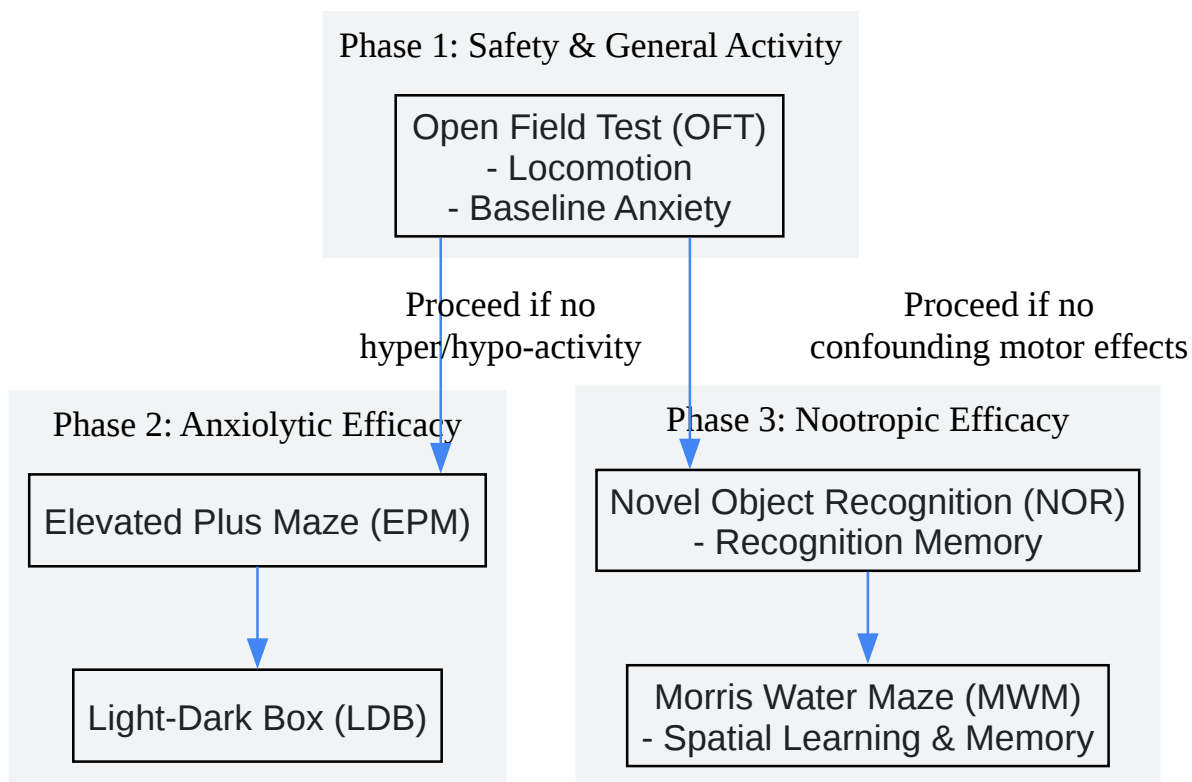 Phase 1: Safety & General Activity
Open Field Test (OFT)
- Locomotion
- Baseline Anxiety
Proceed if no
hyper/hypo-activity
Proceed if no
confounding motor effects
Phase 2: Anxiolytic Efficacy
Elevated Plus Maze (EPM)
Light-Dark Box (LDB)
Phase 3: Nootropic Efficacy
Novel Object Recognition (NOR)
- Recognition Memory
Morris Water Maze (MWM)
- Spatial Learning & Memory